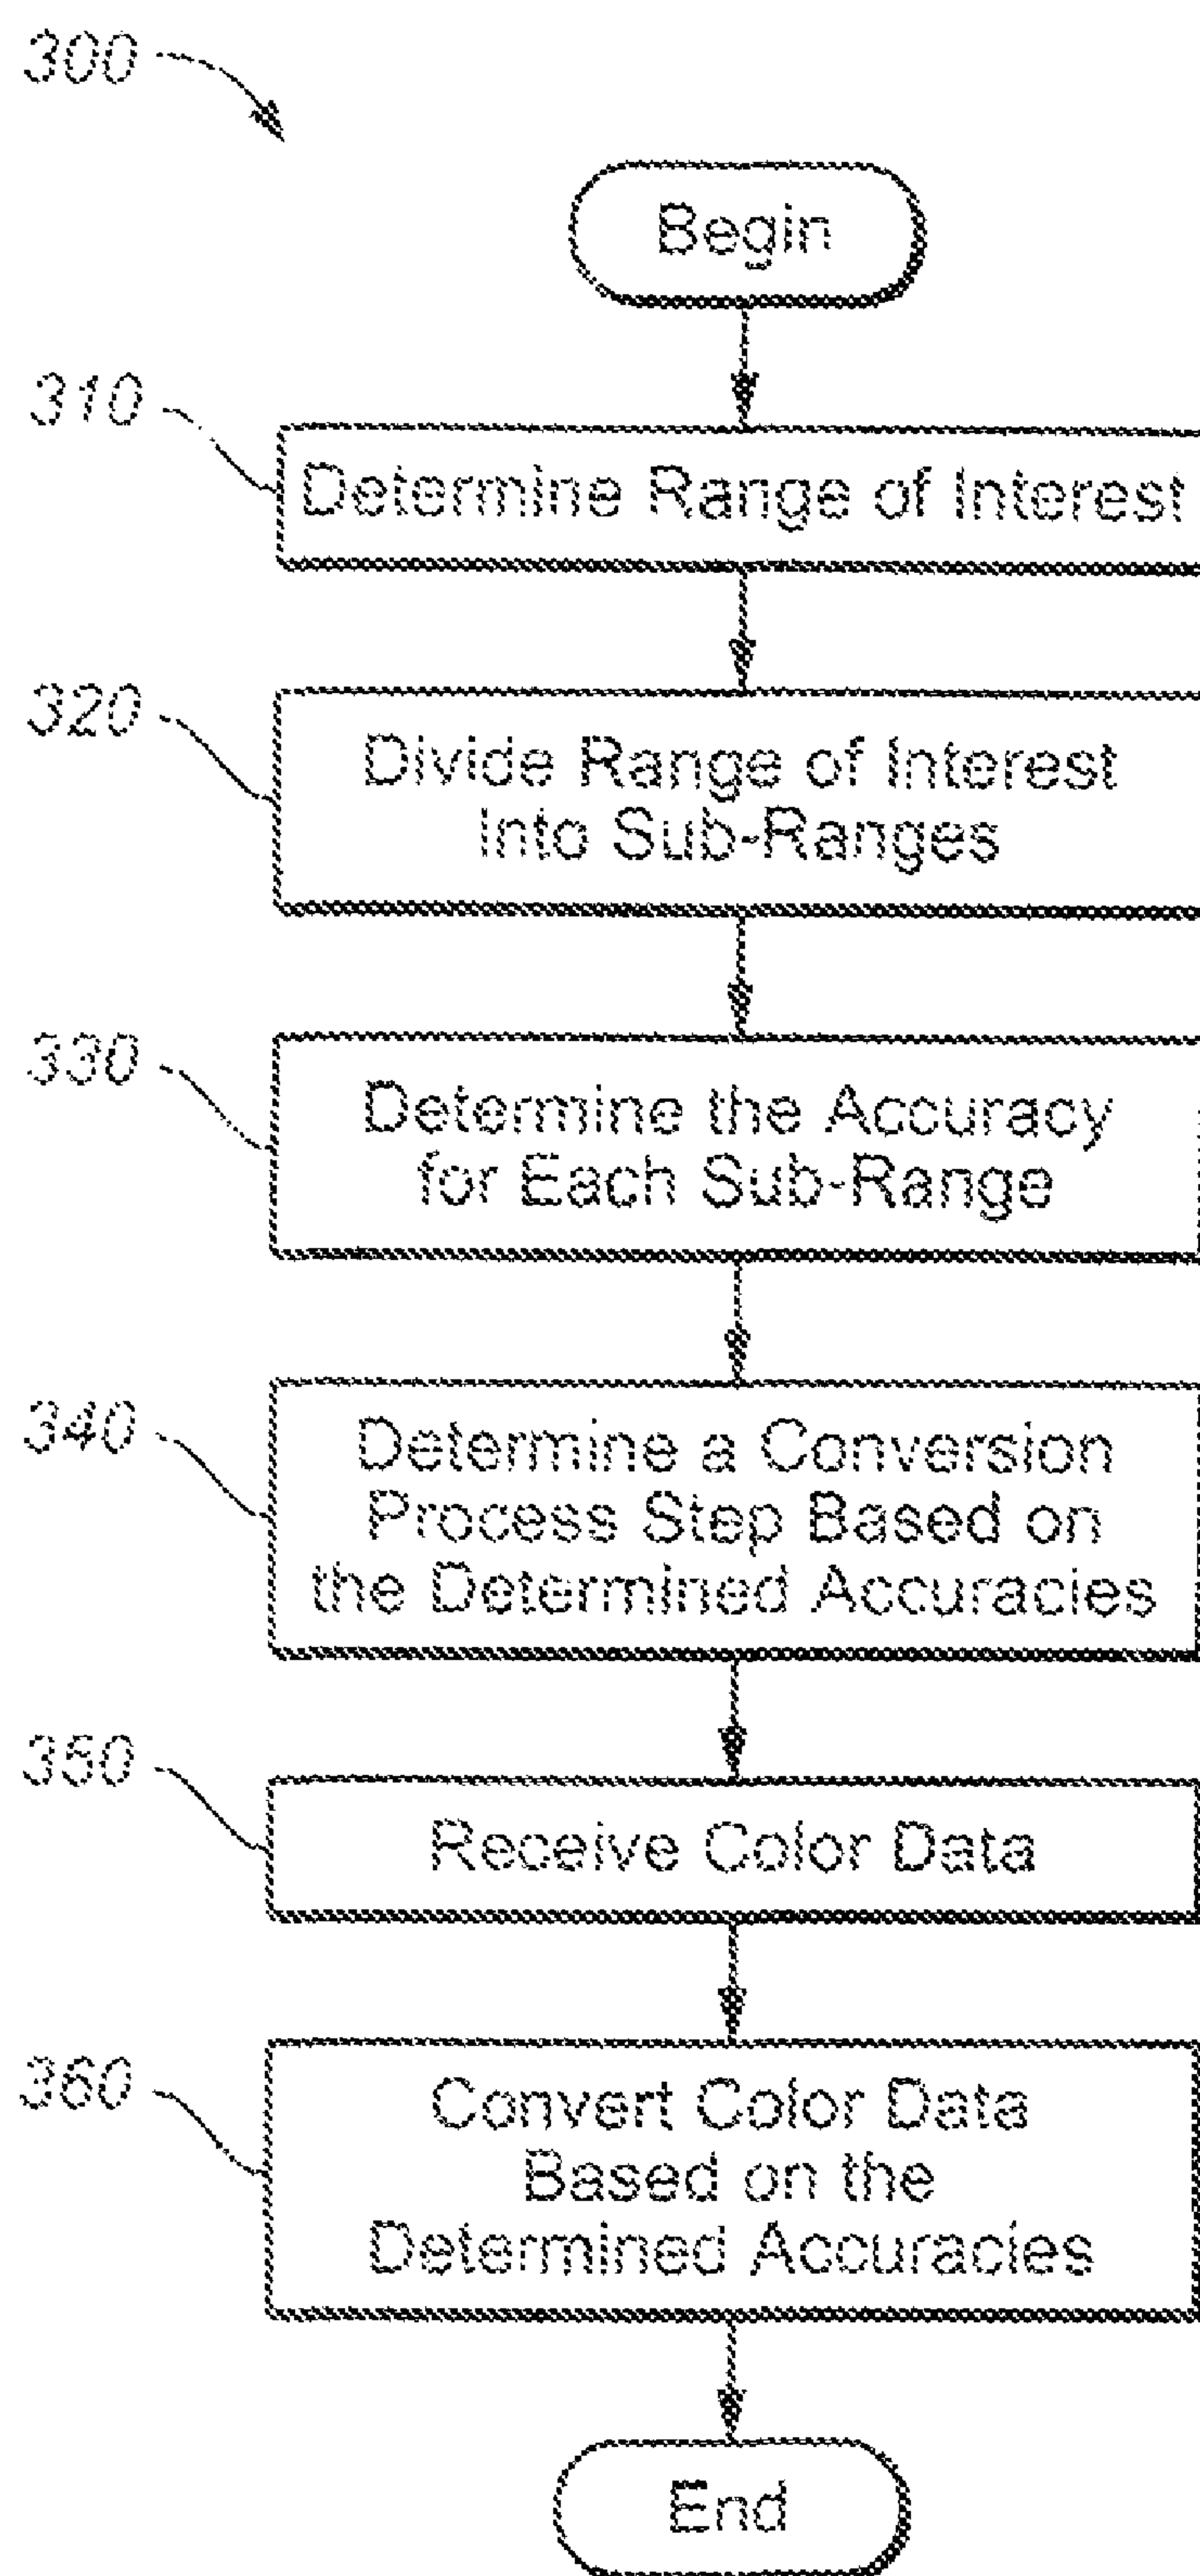 300
Begin
310
Determine Range of Interest
320
Divide Range of Interest
Into Sub-Ranges
330
Determine the Accuracy
for Each Sub-Range
340
Determine a Conversion
Process Step Based on
the Determined Accuracies
350
Receive Color Data
360
Convert Color Data
Based on the
Determined Accuracies
End